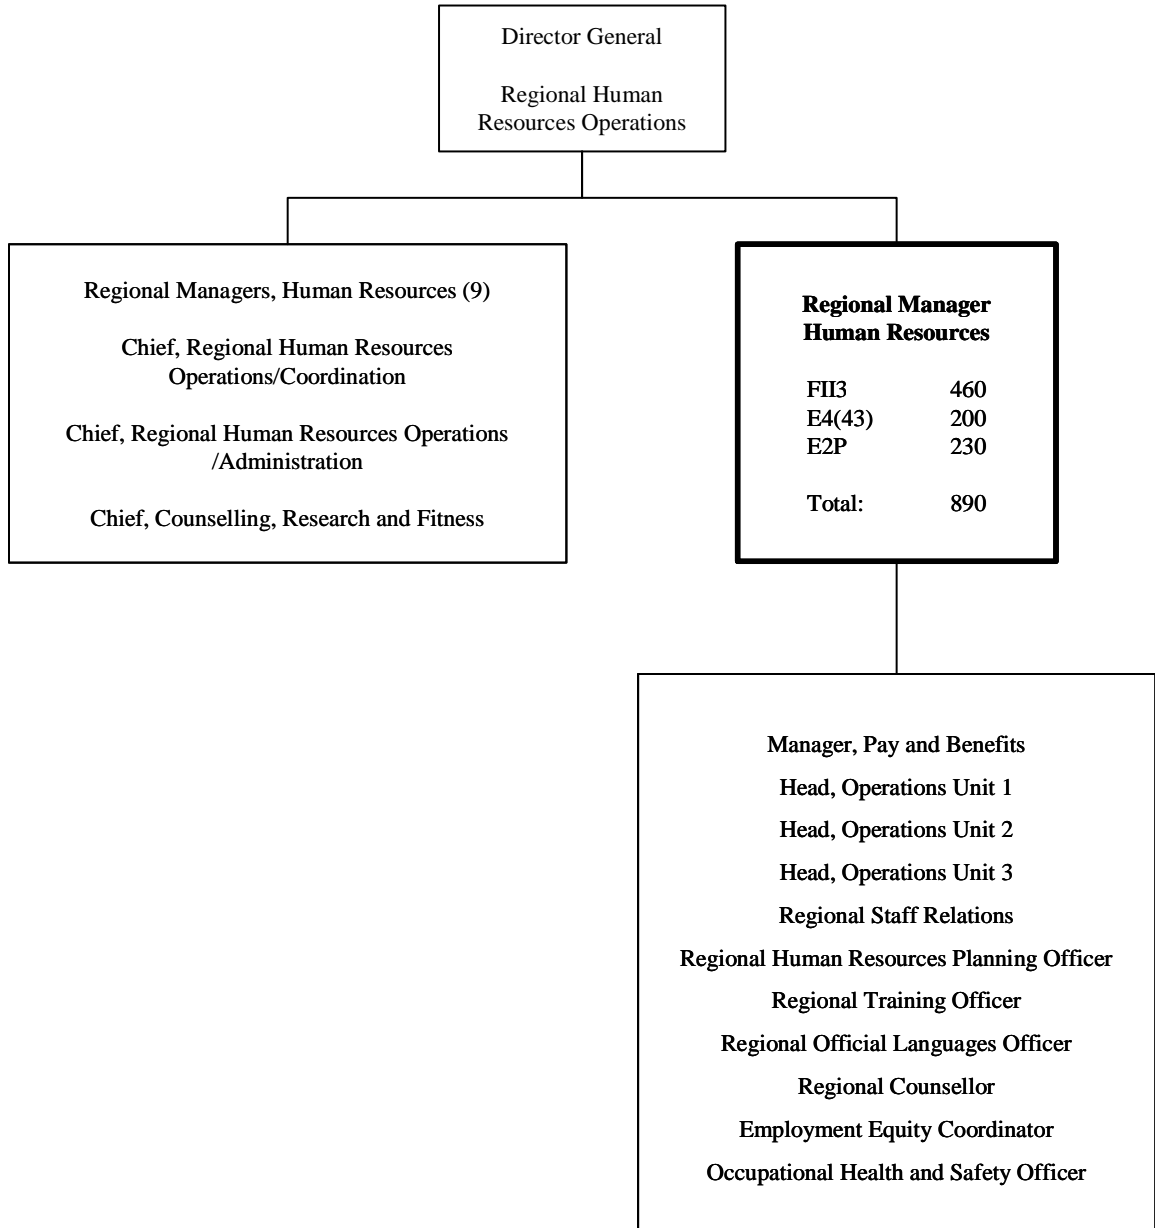 Director General
Regional Human
Resources Operations
Regional Managers, Human Resources (9)
Chief, Regional Human Resources
Operations/Coordination
Chief, Regional Human Resources Operations
/Administration
Chief, Counselling, Research and Fitness
Regional Manager
Human Resources
FII3 460
E4(43) 200
E2P 230
Total: 890
Manager, Pay and Benefits
Head, Operations Unit 1
Head, Operations Unit 2
Head, Operations Unit 3
Regional Staff Relations
Regional Human Resources Planning Officer
Regional Training Officer
Regional Official Languages Officer
Regional Counsellor
Employment Equity Coordinator
Occupational Health and Safety Officer